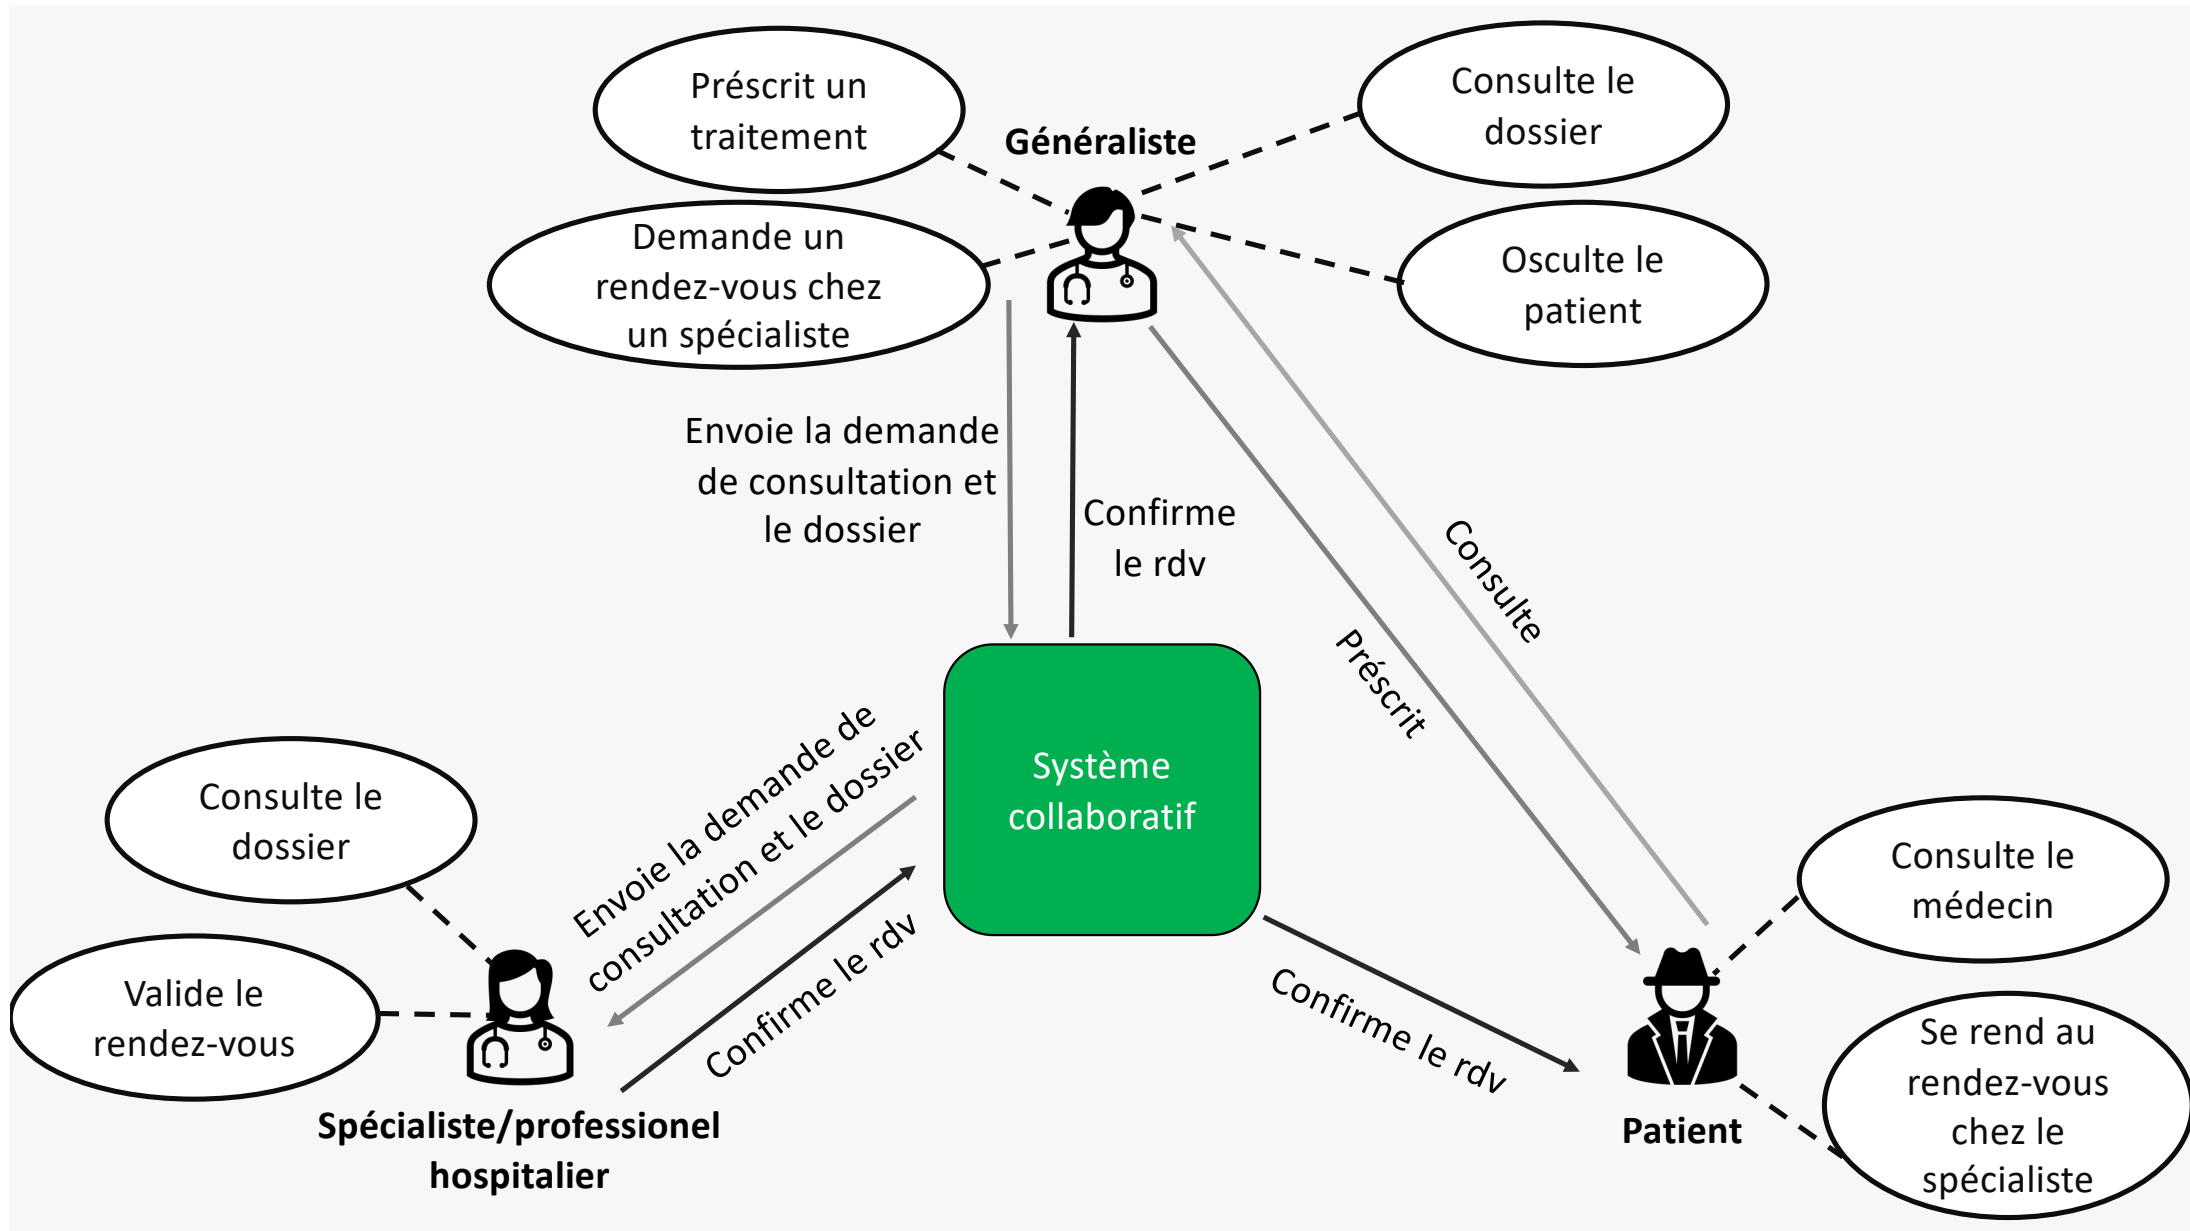 Préscrit un
traitement
Généraliste
Consulte le
dossier
Demande un
rendez-vous chez
un spécialiste
Osculte le
patient
Envoie la demande
de consultation et
le dossier
Confirme
le rdv
Consulte
Préscrit
Système
collaboratif
Envoie la demande de
consultation et le dossier
Confirme le rdv
Confirme le rdv
Consulte le
dossier
Valide le
rendez-vous
Spécialiste/professionel
hospitalier
Consulte le
médecin
Se rend au
rendez-vous
chez le
spécialiste
Patient